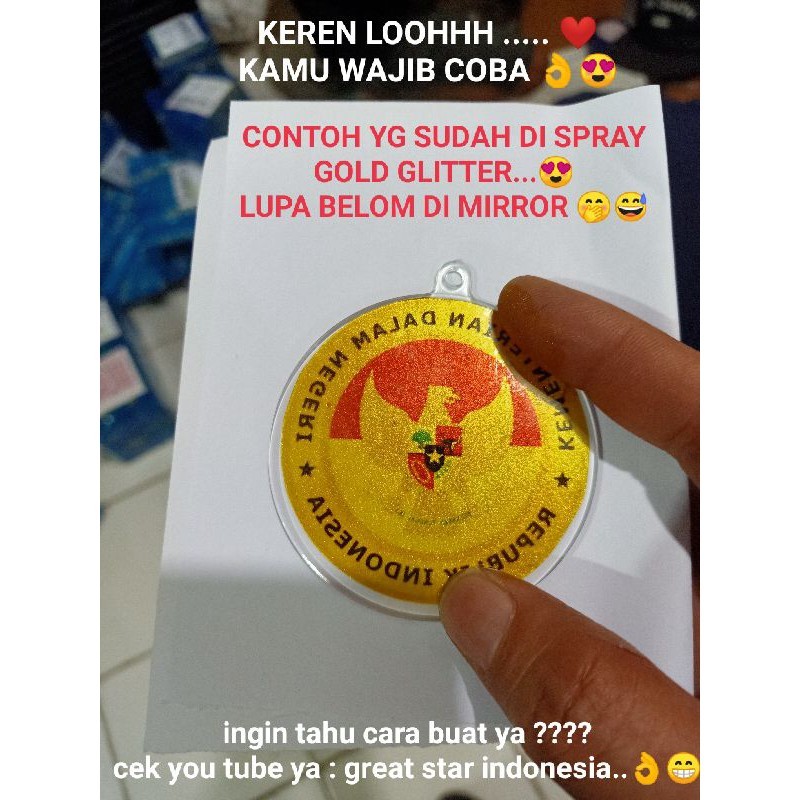 KEREN LOOHHH ..... ❤️
KAMU WAJIB COBA 👌😍
CONTOH YG SUDAH DI SPRAY
GOLD GLITTER...😍
LUPA BELOM DI MIRROR 🤭😅
KEMENTERIAN DALAM NEGERI
★ REPUBLIK INDONESIA ★
ingin tahu cara buat ya ????
cek you tube ya : great star indonesia..👌😁